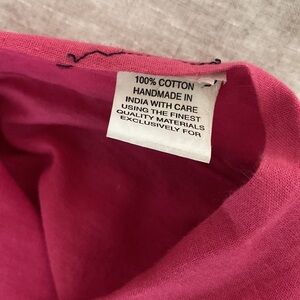 100% COTTON
HANDMADE IN
INDIA WITH CARE
USING THE FINEST
QUALITY MATERIALS
EXCLUSIVELY FOR